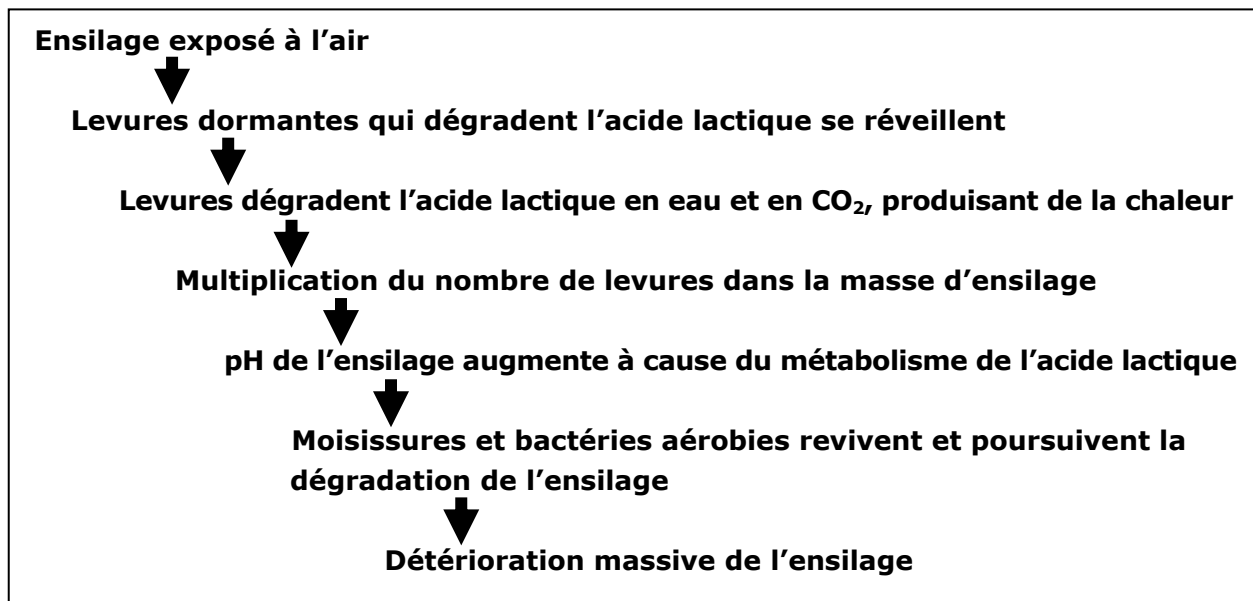 Ensilage exposé à l’air
Levures dormantes qui dégradent l’acide lactique se réveillent
Levures dégradent l’acide lactique en eau et en CO₂, produisant de la chaleur
Multiplication du nombre de levures dans la masse d’ensilage
pH de l’ensilage augmente à cause du métabolisme de l’acide lactique
Moisissures et bactéries aérobies revivent et poursuivent la
dégradation de l’ensilage
Détérioration massive de l’ensilage